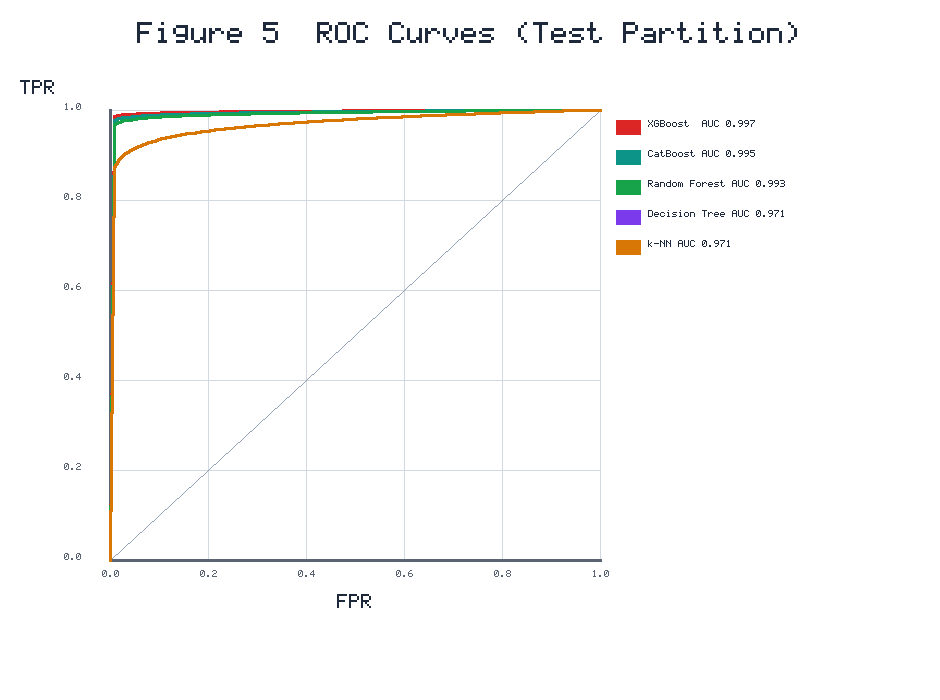 Figure 5  ROC Curves (Test Partition)
TPR
1.0
0.8
0.6
0.4
0.2
0.0
0.0 0.2 0.4 0.6 0.8 1.0
FPR
XGBoost  AUC 0.997
CatBoost AUC 0.995
Random Forest AUC 0.993
Decision Tree AUC 0.971
k-NN AUC 0.971